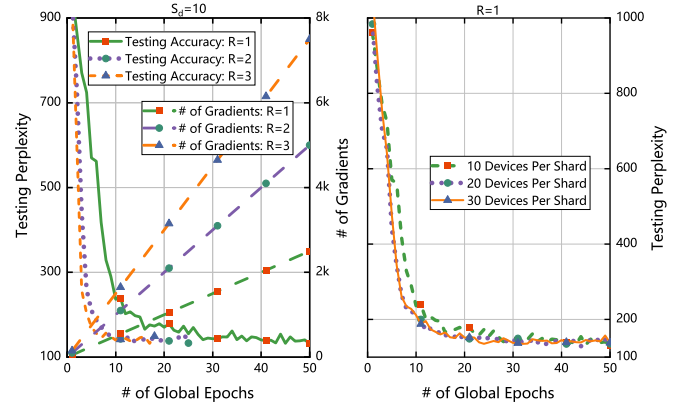 S_d=10
900
700
500
300
100
8k
6k
4k
2k
0
0
10
20
30
40
50
Testing Perplexity
# of Gradients
# of Global Epochs
Testing Accuracy: R=1
Testing Accuracy: R=2
Testing Accuracy: R=3
# of Gradients: R=1
# of Gradients: R=2
# of Gradients: R=3
R=1
1000
800
600
400
200
100
0
10
20
30
40
50
Testing Perplexity
# of Global Epochs
10 Devices Per Shard
20 Devices Per Shard
30 Devices Per Shard